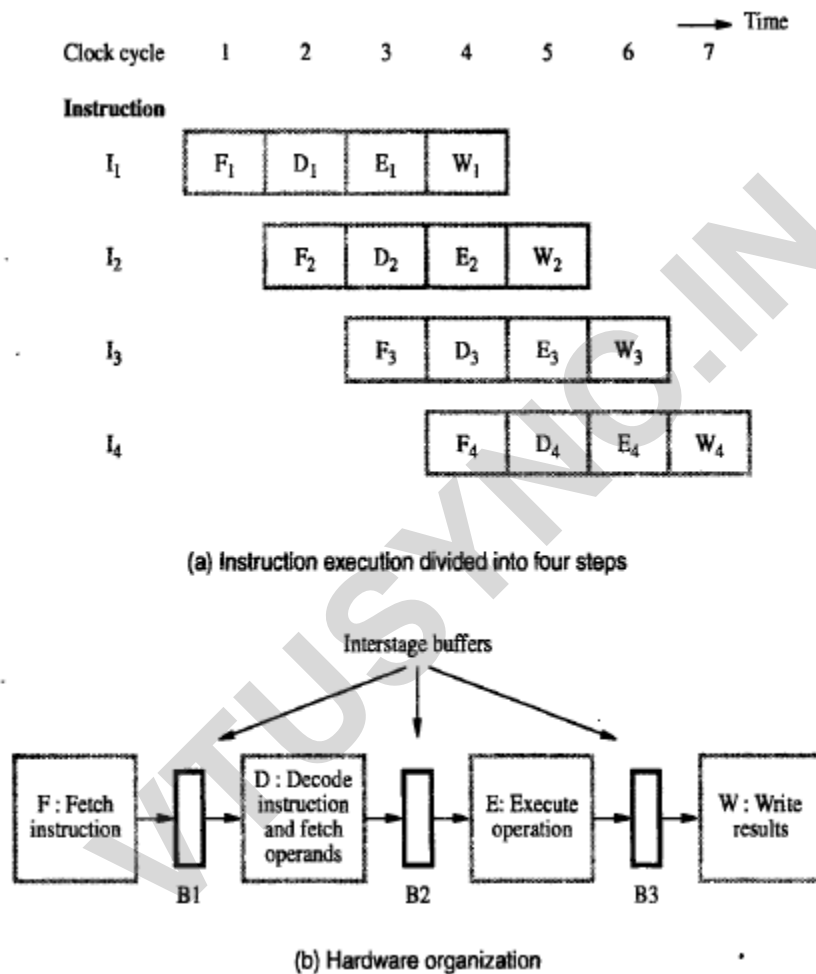 Time
Clock cycle 1 2 3 4 5 6 7
Instruction
I1 F1 D1 E1 W1
I2 F2 D2 E2 W2
I3 F3 D3 E3 W3
I4 F4 D4 E4 W4
(a) Instruction execution divided into four steps
Interstage buffers
F : Fetch
instruction
D : Decode
instruction
and fetch
operands
E: Execute
operation
W : Write
results
B1 B2 B3
(b) Hardware organization
VTUSYNC.IN